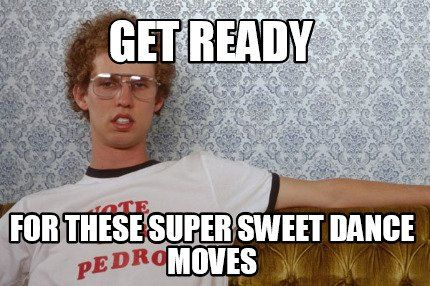 GET READY
VOTE
FOR THESE SUPER SWEET DANCE
PEDRO
MOVES